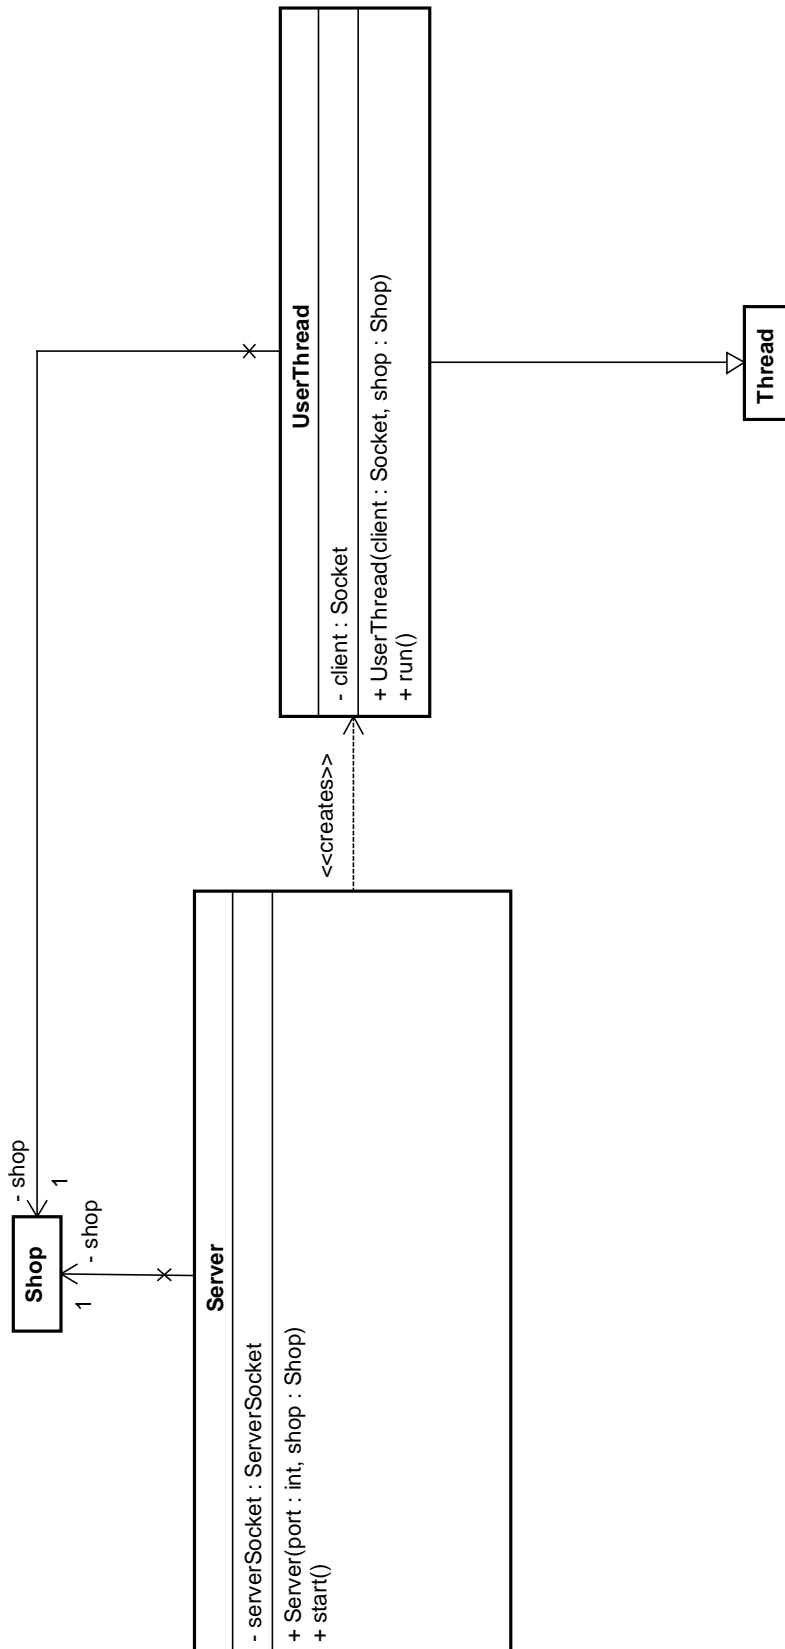 Shop
- shop
1
- shop
1
Server
- serverSocket : ServerSocket
+ Server(port : int, shop : Shop)
+ start()
<<creates>>
UserThread
- client : Socket
+ UserThread(client : Socket, shop : Shop)
+ run()
Thread